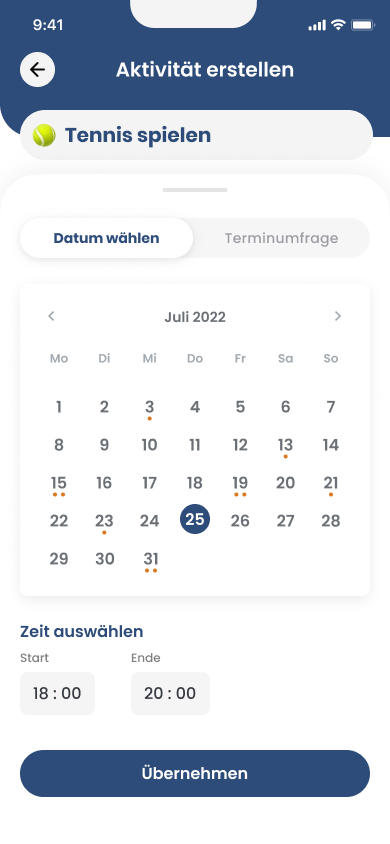 9:41
Aktivität erstellen
Tennis spielen
Datum wählen Terminumfrage
Juli 2022
Mo Di Mi Do Fr Sa So
1 2 3 4 5 6 7
8 9 10 11 12 13 14
15 16 17 18 19 20 21
22 23 24 25 26 27 28
29 30 31
Zeit auswählen
Start Ende
18 : 00 20 : 00
Übernehmen